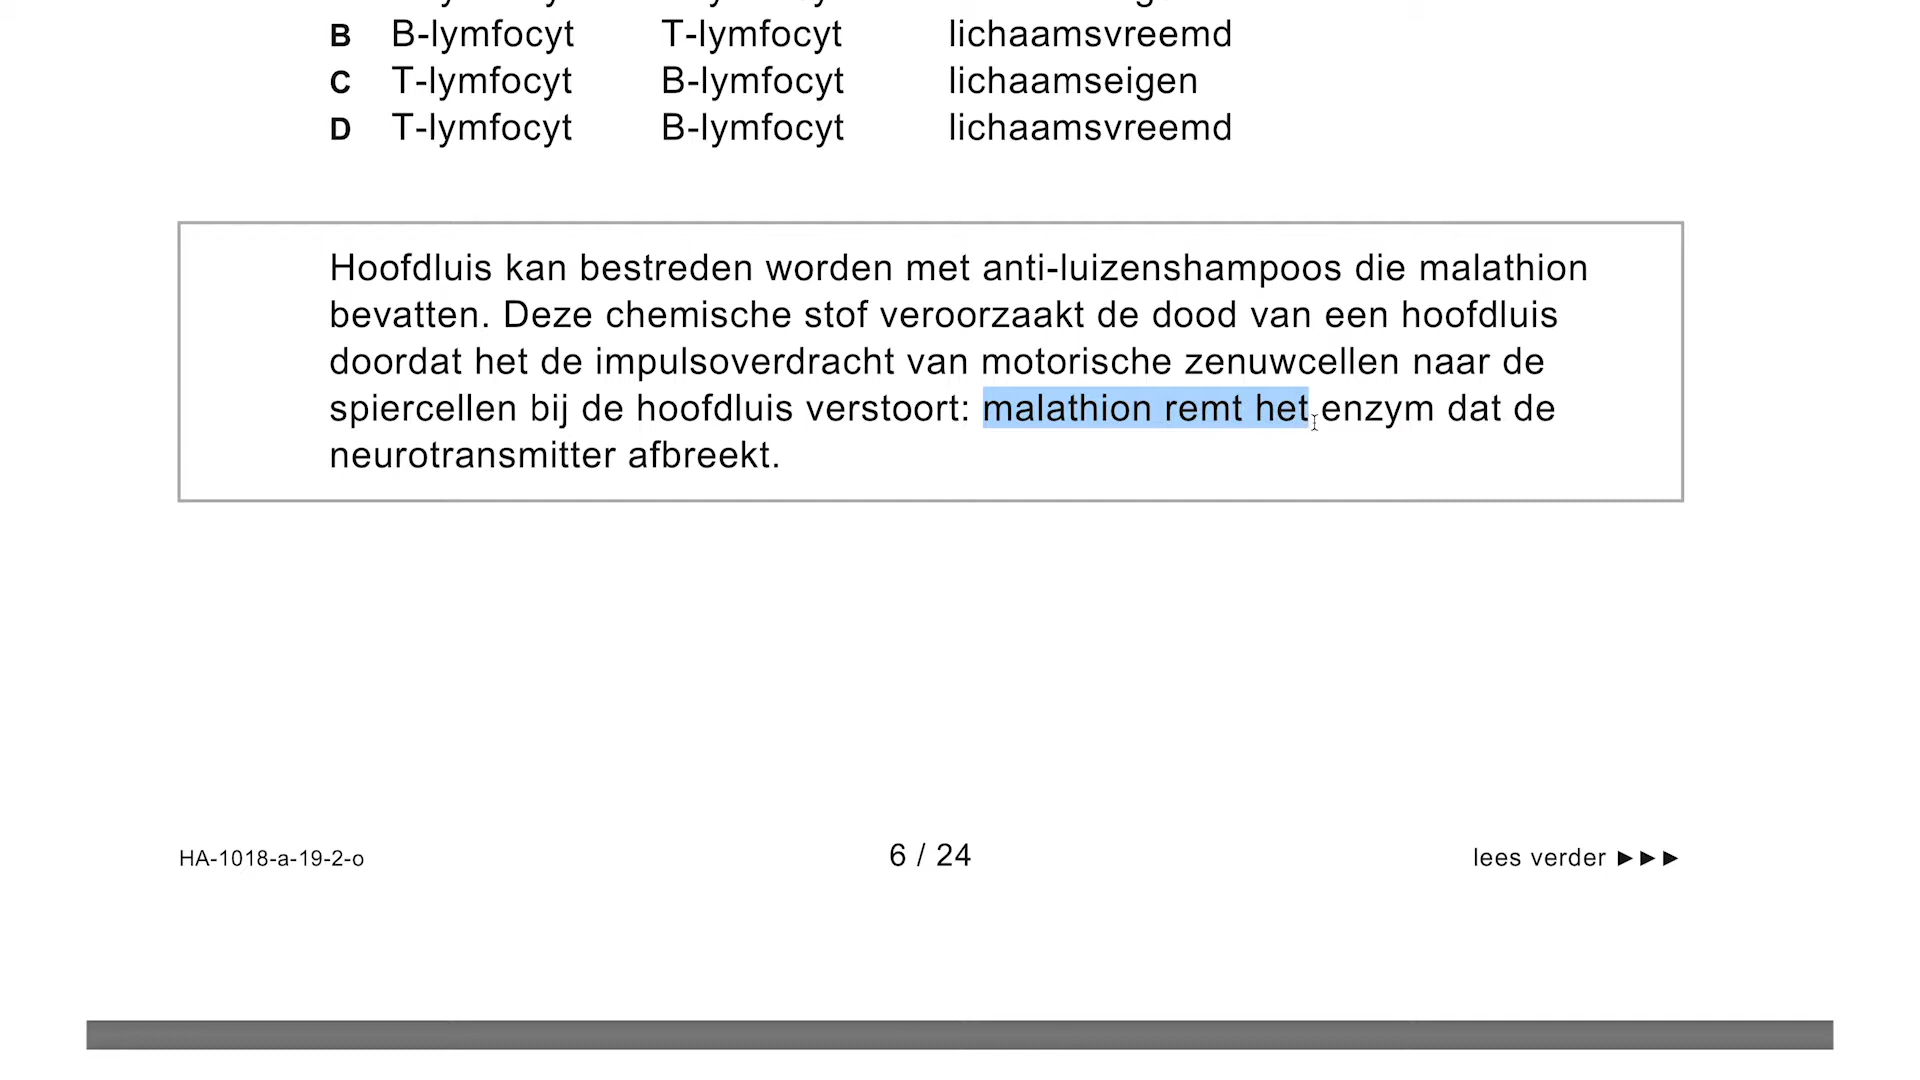 B B-lymfocyt T-lymfocyt lichaamsvreemd
C T-lymfocyt B-lymfocyt lichaamseigen
D T-lymfocyt B-lymfocyt lichaamsvreemd
Hoofdluis kan bestreden worden met anti-luizenshampoos die malathion
bevatten. Deze chemische stof veroorzaakt de dood van een hoofdluis
doordat het de impulsoverdracht van motorische zenuwcellen naar de
spiercellen bij de hoofdluis verstoort: malathion remt het enzym dat de
neurotransmitter afbreekt.
HA-1018-a-19-2-o 6 / 24 lees verder ►►►